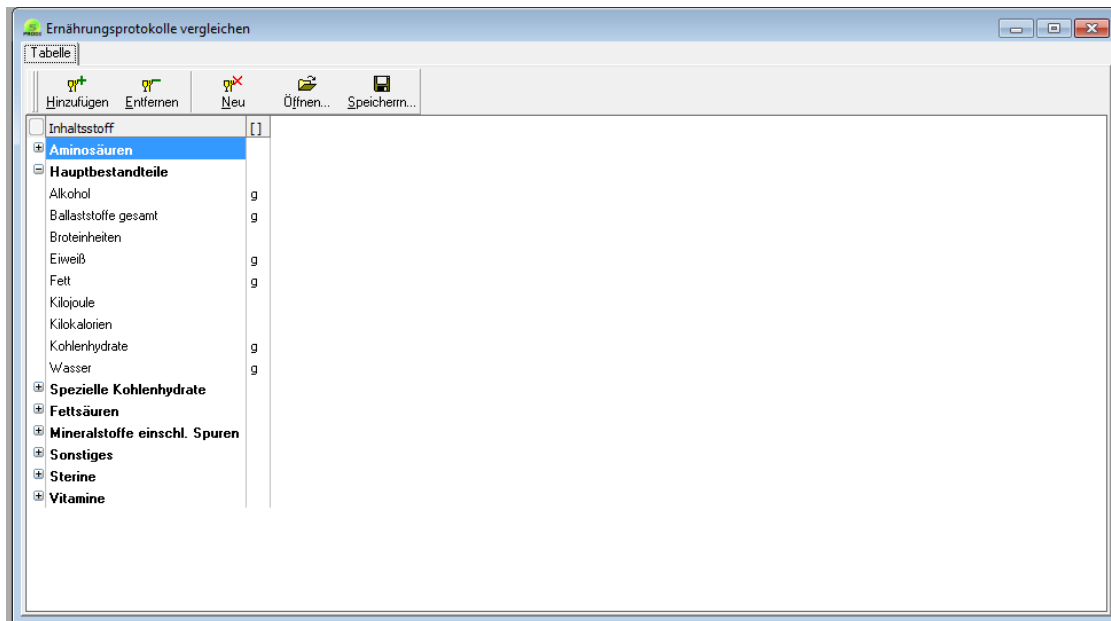 Ernährungsprotokolle vergleichen
Tabelle
Hinzufügen Entfernen Neu Öffnen... Speichern...
Inhaltsstoff []
Aminosäuren
Hauptbestandteile
Alkohol g
Ballaststoffe gesamt g
Broteinheiten
Eiweiß g
Fett g
Kilojoule
Kilokalorien
Kohlenhydrate g
Wasser g
Spezielle Kohlenhydrate
Fettsäuren
Mineralstoffe einschl. Spuren
Sonstiges
Sterine
Vitamine